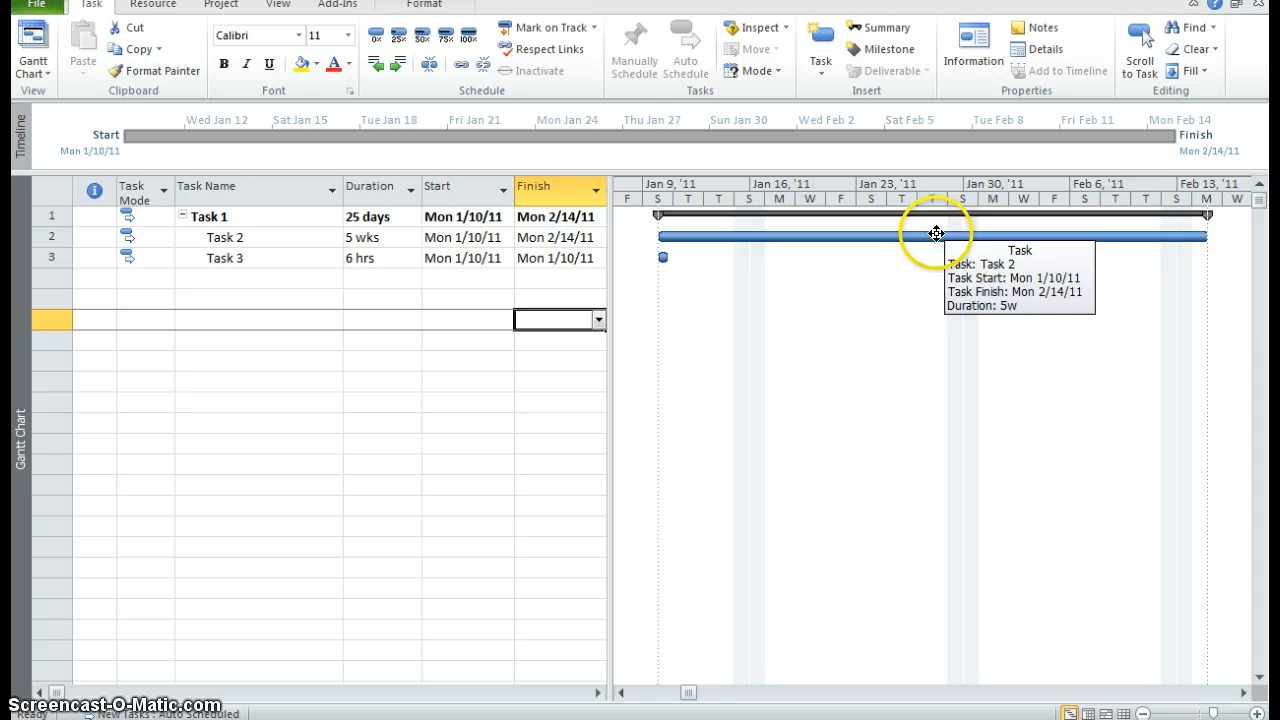 File Task Resource Project View Add-Ins Format
Gantt Chart
View
Paste
Cut
Copy
Format Painter
Clipboard
Calibri 11
B I U A
Font
0% 25% 50% 75% 100%
Mark on Track
Respect Links
Inactivate
Schedule
Manually Schedule
Auto Schedule
Inspect
Move
Mode
Tasks
Task
Summary
Milestone
Deliverable
Insert
Information
Notes
Details
Add to Timeline
Properties
Scroll to Task
Find
Clear
Fill
Editing
Timeline
Wed Jan 12 Sat Jan 15 Tue Jan 18 Fri Jan 21 Mon Jan 24 Thu Jan 27 Sun Jan 30 Wed Feb 2 Sat Feb 5 Tue Feb 8 Fri Feb 11 Mon Feb 14
Start
Mon 1/10/11
Finish
Mon 2/14/11
Task Mode Task Name Duration Start Finish
1 Task 1 25 days Mon 1/10/11 Mon 2/14/11
2 Task 2 5 wks Mon 1/10/11 Mon 2/14/11
3 Task 3 6 hrs Mon 1/10/11 Mon 1/10/11
Jan 9, '11 Jan 16, '11 Jan 23, '11 Jan 30, '11 Feb 6, '11 Feb 13, '11
F S T T S M W F S T T S M W F S T T S M W
Task
Task: Task 2
Task Start: Mon 1/10/11
Task Finish: Mon 2/14/11
Duration: 5w
Gantt Chart
Screencast-O-Matic.com
Ready New Tasks : Auto Scheduled